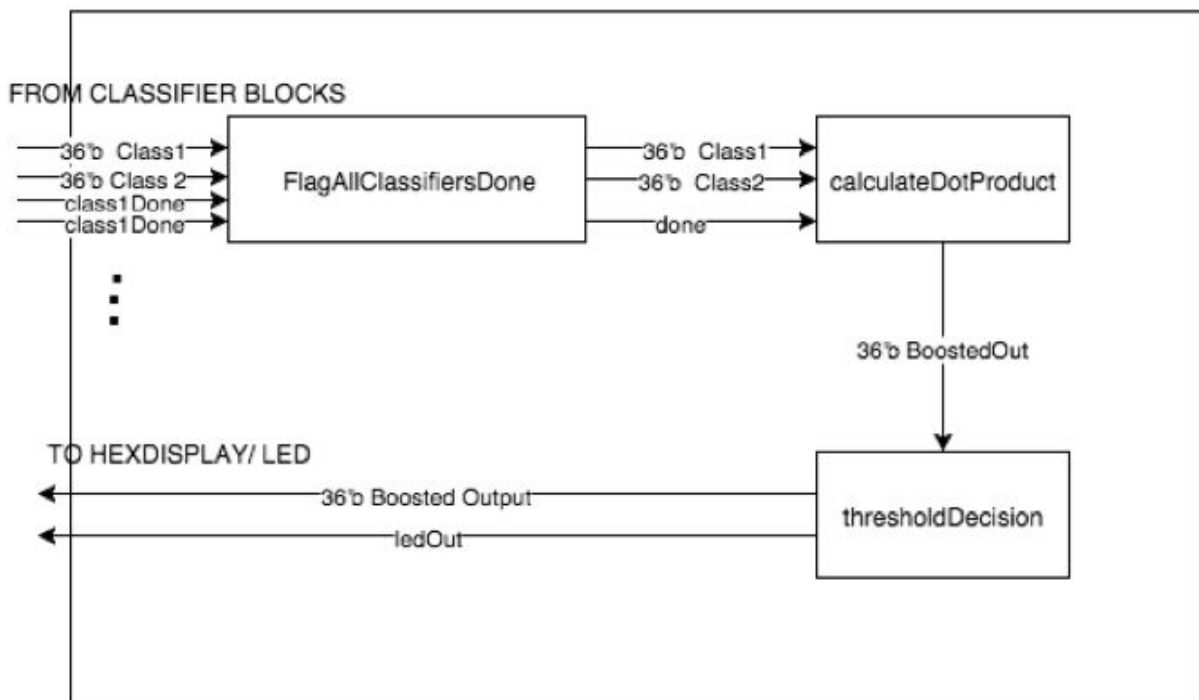 FROM CLASSIFIER BLOCKS
36'b Class1
36'b Class 2
class1Done
class1Done
FlagAllClassifiersDone
36'b Class1
36'b Class2
done
calculateDotProduct
36'b BoostedOut
TO HEXDISPLAY/ LED
36'b Boosted Output
ledOut
thresholdDecision